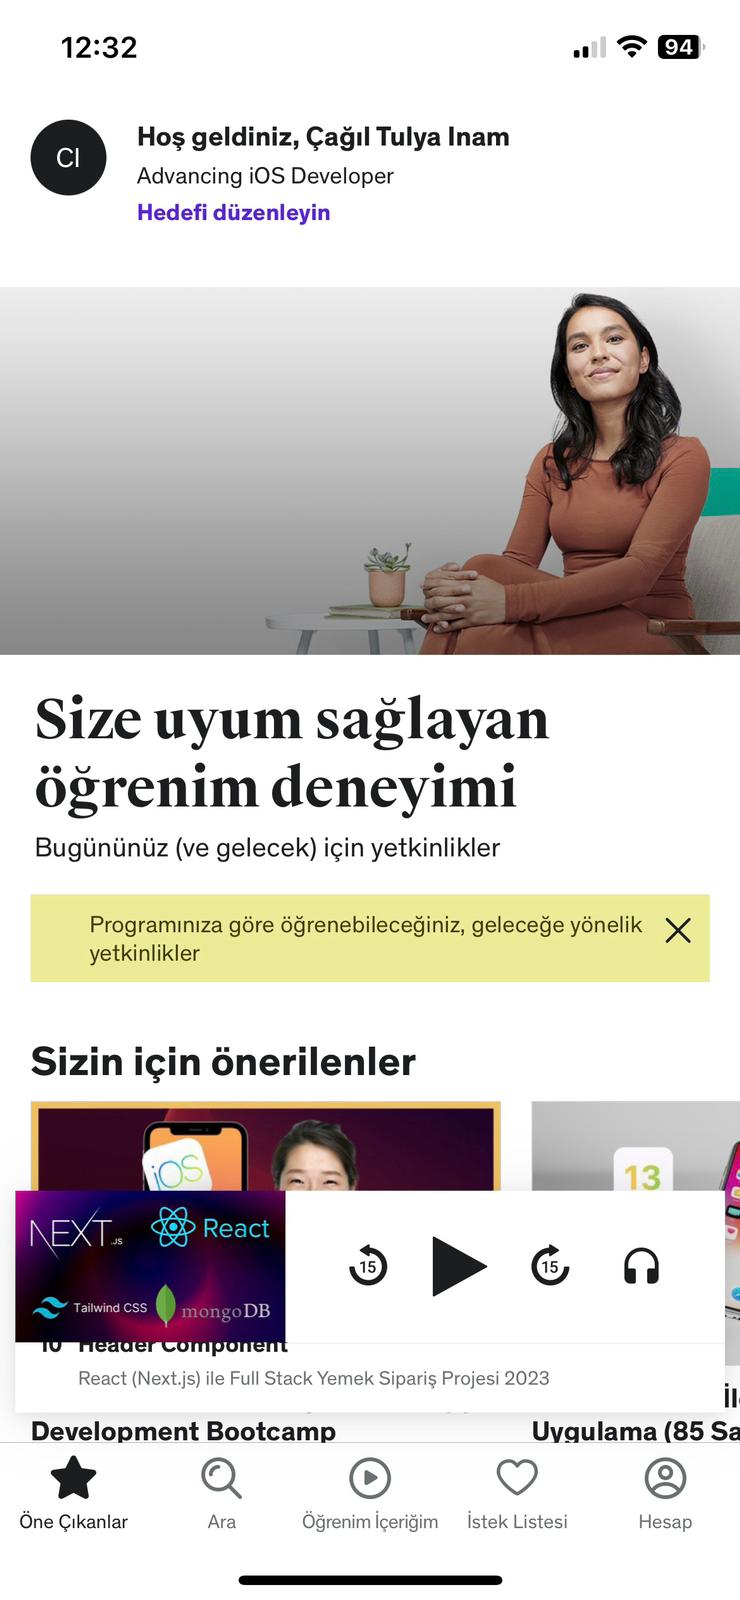 12:32
94
CI
Hoş geldiniz, Çağıl Tulya Inam
Advancing iOS Developer
Hedefi düzenleyin
Size uyum sağlayan
öğrenim deneyimi
Bugününüz (ve gelecek) için yetkinlikler
Programınıza göre öğrenebileceğiniz, geleceğe yönelik
yetkinlikler
Sizin için önerilenler
iOS
13
NEXT.JS
React
Tailwind CSS
mongoDB
15
15
10 Header Component
React (Next.js) ile Full Stack Yemek Sipariş Projesi 2023
Development Bootcamp
Uygulama (85 Sa
Öne Çıkanlar
Ara
Öğrenim İçeriğim
İstek Listesi
Hesap